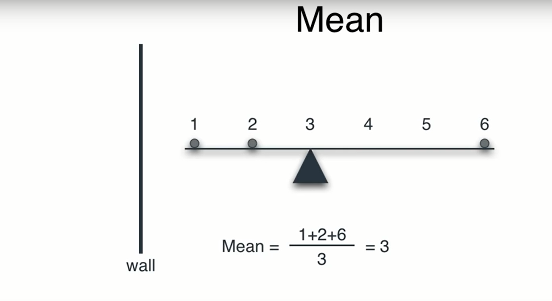 Mean
1 2 3 4 5 6
1+2+6
Mean = = 3
3
wall